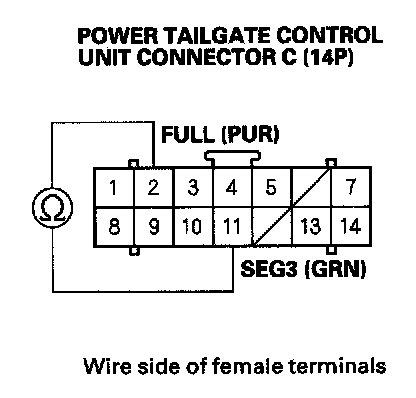 POWER TAILGATE CONTROL
UNIT CONNECTOR C (14P)
FULL (PUR)
1 2 3 4 5 7
Ω
8 9 10 11 13 14
SEG3 (GRN)
Wire side of female terminals